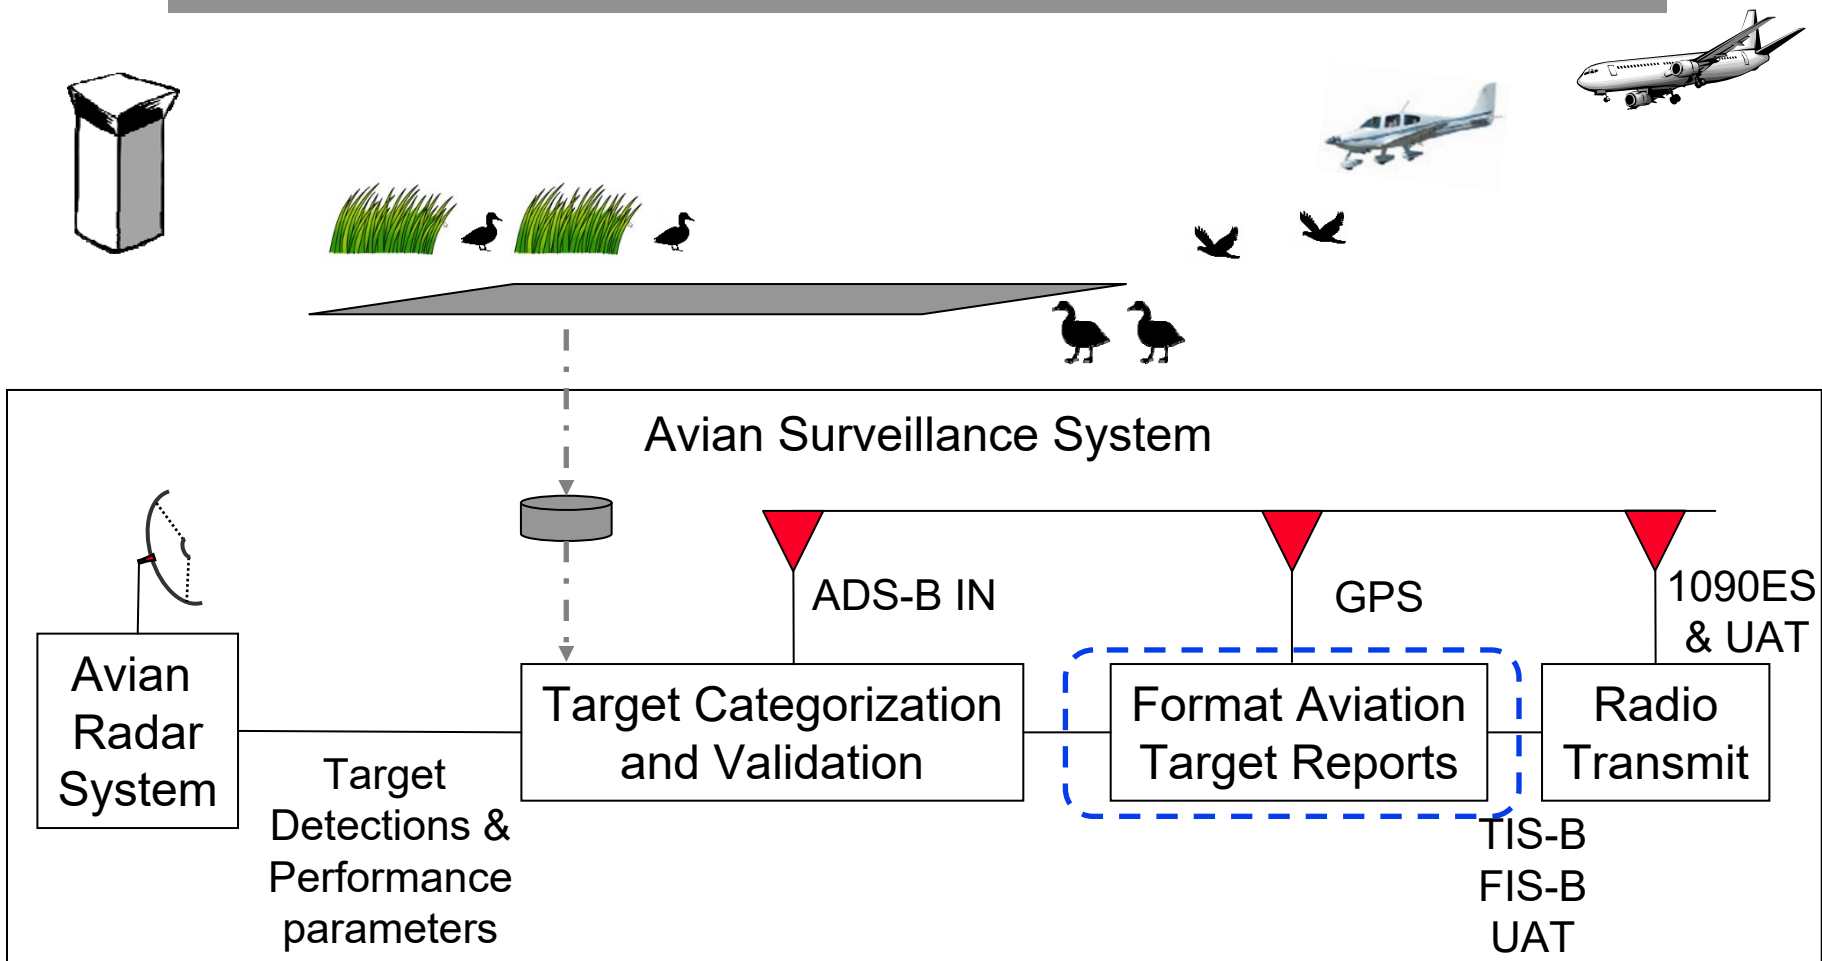 Avian Surveillance System
ADS-B IN
GPS
1090ES
& UAT
Avian
Radar
System
Target
Detections &
Performance
parameters
Target Categorization
and Validation
Format Aviation
Target Reports
TIS-B
FIS-B
UAT
Radio
Transmit